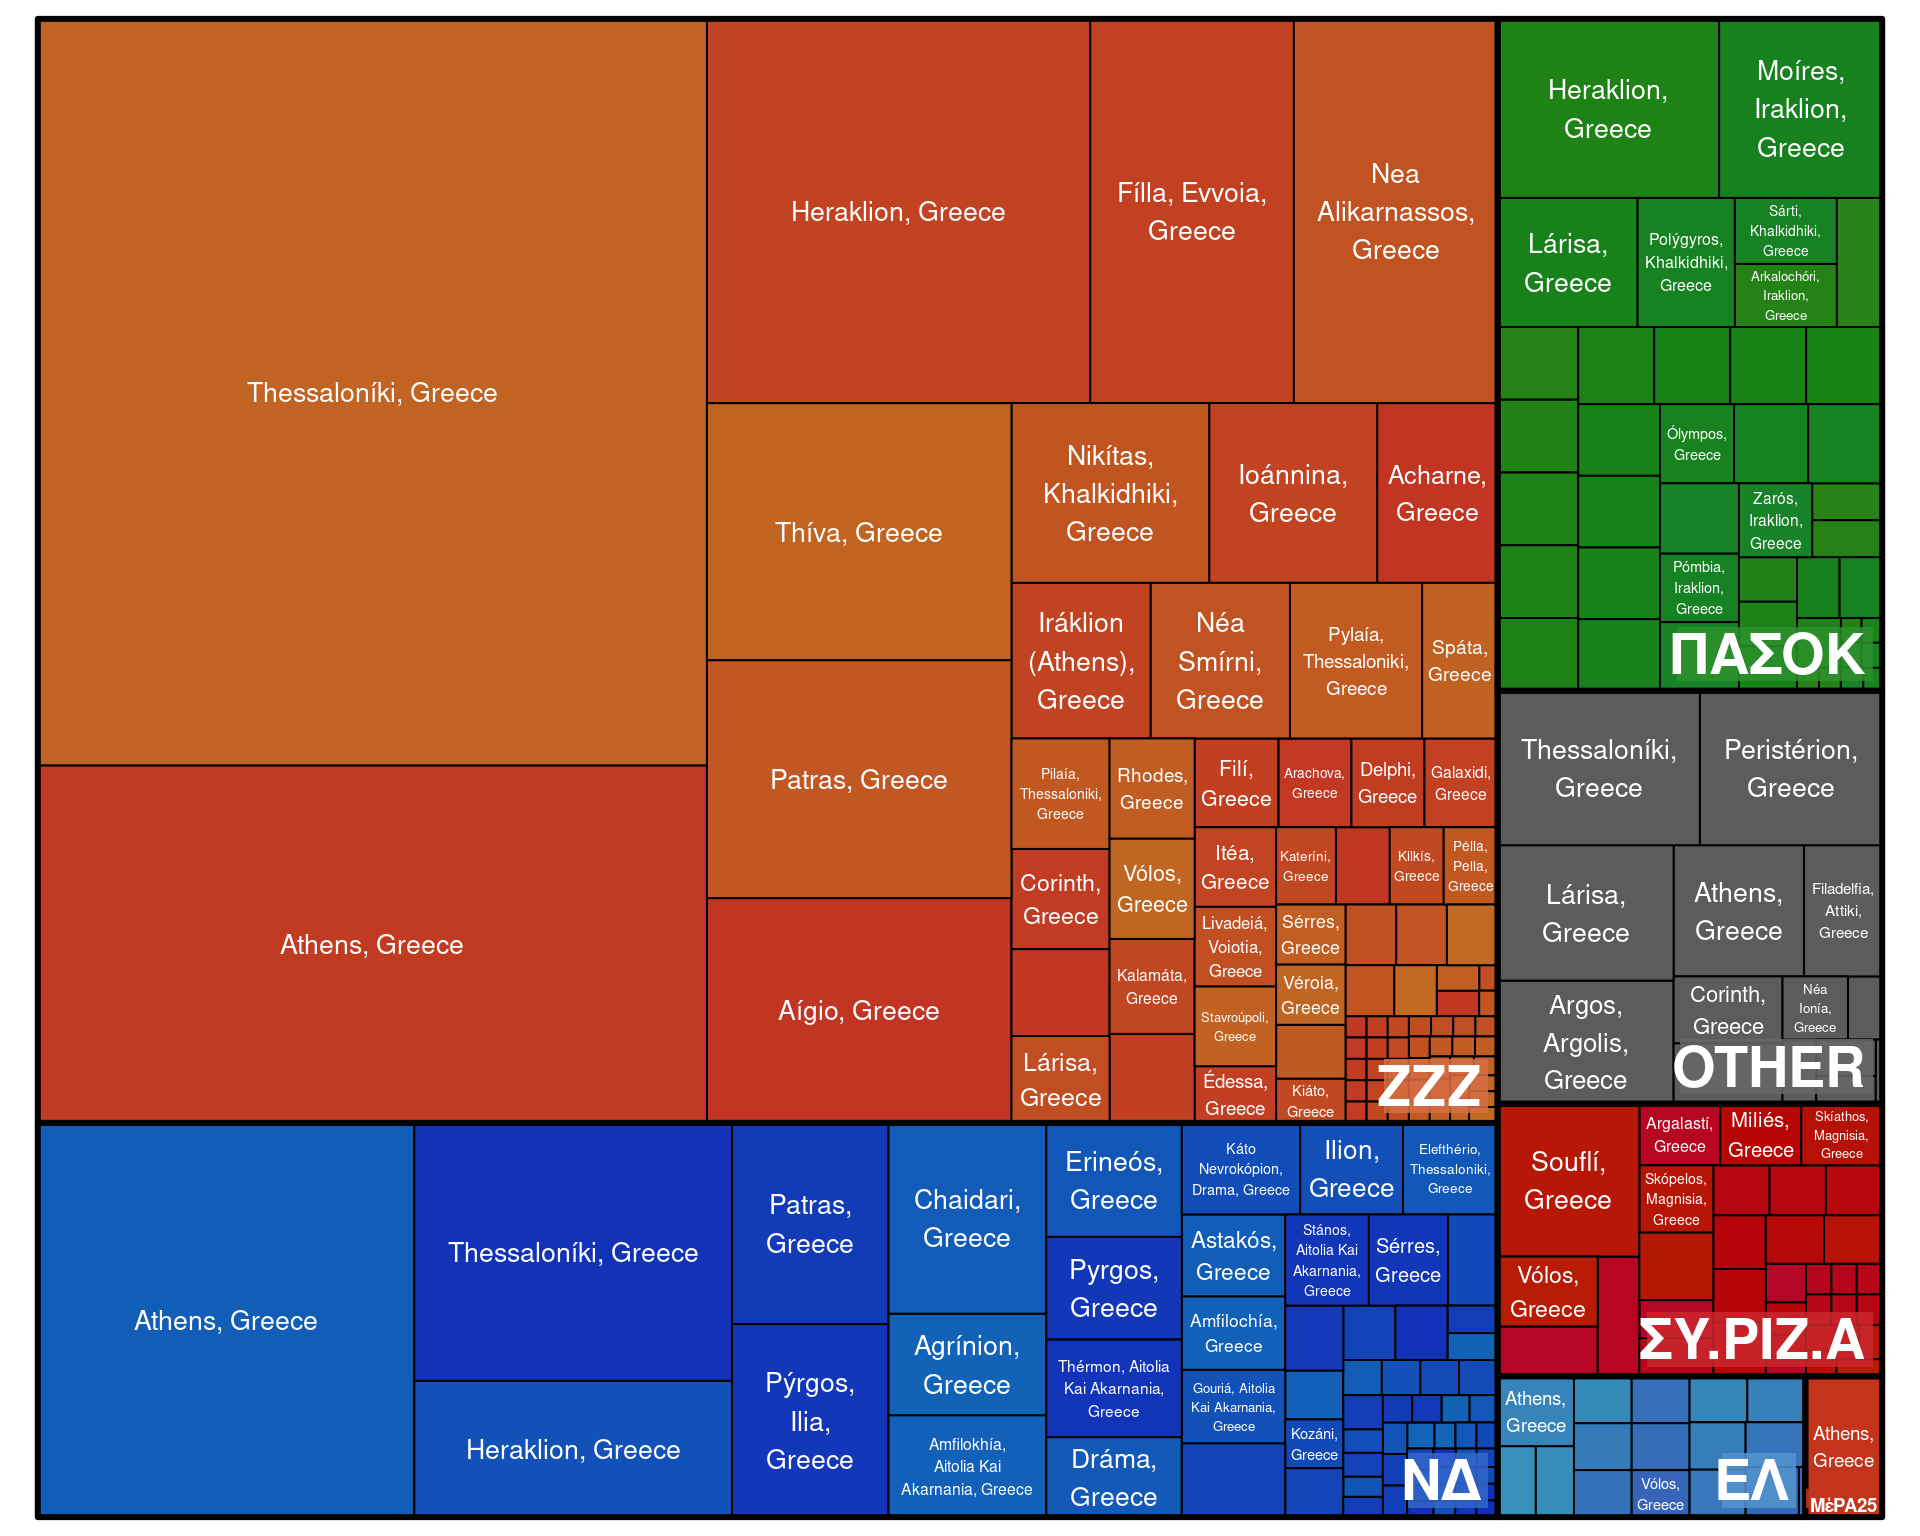 Thessaloníki, Greece
Athens, Greece
Heraklion, Greece
Fílla, Evvoia,
Greece
Nea
Alikarnassos,
Greece
Thíva, Greece
Patras, Greece
Aígio, Greece
Nikítas,
Khalkidhiki,
Greece
Ioánnina,
Greece
Acharne,
Greece
Iráklion
(Athens),
Greece
Néa
Smírni,
Greece
Pylaía,
Thessaloniki,
Greece
Spáta,
Greece
Pilaía,
Thessaloniki,
Greece
Corinth,
Greece
Lárisa,
Greece
Rhodes,
Greece
Vólos,
Greece
Kalamáta,
Greece
Filí,
Greece
Arachova,
Greece
Delphi,
Greece
Galaxidi,
Greece
Itéa,
Greece
Livadeiá,
Voiotia,
Greece
Stavroúpoli,
Greece
Édessa,
Greece
Kateríni,
Greece
Kilkís,
Greece
Pélla,
Pella,
Greece
Sérres,
Greece
Véroia,
Greece
Kiáto,
Greece
ZZZ
Athens, Greece
Thessaloníki, Greece
Heraklion, Greece
Patras,
Greece
Pýrgos,
Ilia,
Greece
Chaidari,
Greece
Agrínion,
Greece
Amfilokhía,
Aitolia Kai
Akarnania, Greece
Erineós,
Greece
Pyrgos,
Greece
Thérmon, Aitolia
Kai Akarnania,
Greece
Dráma,
Greece
Káto
Nevrokópion,
Drama, Greece
Ilion,
Greece
Elefthério,
Thessaloniki,
Greece
Astakós,
Greece
Amfilochía,
Greece
Gouriá, Aitolia
Kai Akarnania,
Greece
Stános,
Aitolia Kai
Akarnania,
Greece
Sérres,
Greece
Kozáni,
Greece
ΝΔ
Heraklion,
Greece
Moíres,
Iraklion,
Greece
Lárisa,
Greece
Polýgyros,
Khalkidhiki,
Greece
Sárti,
Khalkidhiki,
Greece
Arkalochóri,
Iraklion,
Greece
Ólympos,
Greece
Zarós,
Iraklion,
Greece
Pómbia,
Iraklion,
Greece
ΠΑΣΟΚ
Thessaloníki,
Greece
Peristérion,
Greece
Lárisa,
Greece
Argos,
Argolis,
Greece
Athens,
Greece
Filadelfia,
Attiki,
Greece
Corinth,
Greece
Néa
Ionía,
Greece
OTHER
Souflí,
Greece
Vólos,
Greece
Argalastí,
Greece
Miliés,
Greece
Skíathos,
Magnisia,
Greece
Skópelos,
Magnisia,
Greece
ΣΥ.ΡΙΖ.Α
Athens,
Greece
Vólos,
Greece
ΕΛ
Athens,
Greece
ΜέΡΑ25